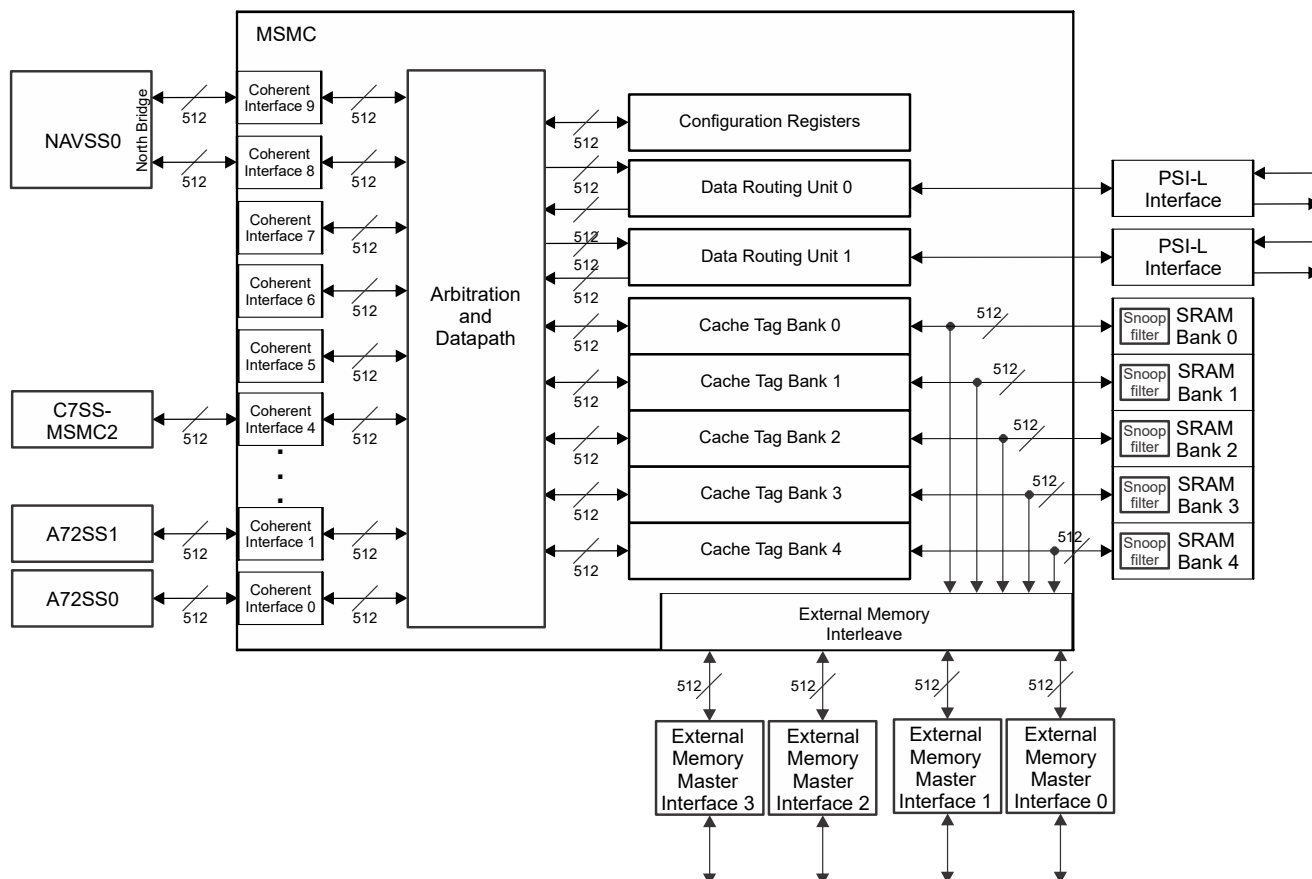 MSMC
NAVSS0
North Bridge
512
512
Coherent
Interface 9
512
Coherent
Interface 8
512
Coherent
Interface 7
512
Coherent
Interface 6
512
Coherent
Interface 5
512
C7SS-
MSMC2
512
Coherent
Interface 4
512
.
.
.
A72SS1
512
Coherent
Interface 1
512
A72SS0
512
Coherent
Interface 0
512
Arbitration
and
Datapath
512
Configuration Registers
512
Data Routing Unit 0
512
512
Data Routing Unit 1
512
512
Cache Tag Bank 0
512
Cache Tag Bank 1
512
Cache Tag Bank 2
512
Cache Tag Bank 3
512
Cache Tag Bank 4
PSI-L
Interface
PSI-L
Interface
512
Snoop
filter
SRAM
Bank 0
512
Snoop
filter
SRAM
Bank 1
512
Snoop
filter
SRAM
Bank 2
512
Snoop
filter
SRAM
Bank 3
512
Snoop
filter
SRAM
Bank 4
External Memory
Interleave
512
512
512
512
External
Memory
Master
Interface 3
External
Memory
Master
Interface 2
External
Memory
Master
Interface 1
External
Memory
Master
Interface 0